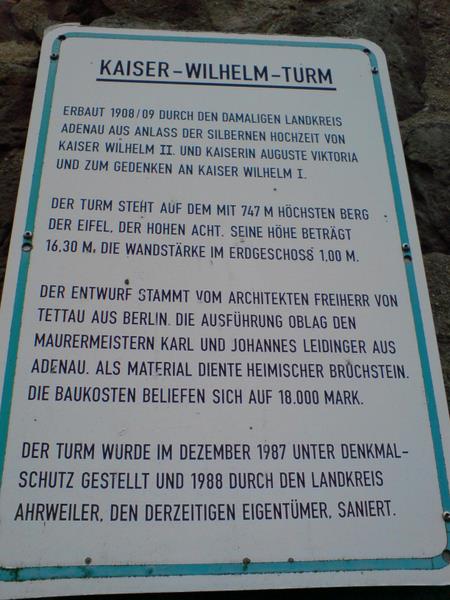 KAISER-WILHELM-TURM
ERBAUT 1908/09 DURCH DEN DAMALIGEN LANDKREIS
ADENAU AUS ANLASS DER SILBERNEN HOCHZEIT VON
KAISER WILHELM II. UND KAISERIN AUGUSTE VIKTORIA
UND ZUM GEDENKEN AN KAISER WILHELM I.
DER TURM STEHT AUF DEM MIT 747 M HÖCHSTEN BERG
DER EIFEL, DER HOHEN ACHT. SEINE HÖHE BETRÄGT
16,30 M, DIE WANDSTÄRKE IM ERDGESCHOSS 1,00 M.
DER ENTWURF STAMMT VOM ARCHITEKTEN FREIHERR VON
TETTAU AUS BERLIN. DIE AUSFÜHRUNG OBLAG DEN
MAURERMEISTERN KARL UND JOHANNES LEIDINGER AUS
ADENAU. ALS MATERIAL DIENTE HEIMISCHER BRUCHSTEIN.
DIE BAUKOSTEN BELIEFEN SICH AUF 18.000 MARK.
DER TURM WURDE IM DEZEMBER 1987 UNTER DENKMAL-
SCHUTZ GESTELLT UND 1988 DURCH DEN LANDKREIS
AHRWEILER, DEN DERZEITIGEN EIGENTÜMER, SANIERT.